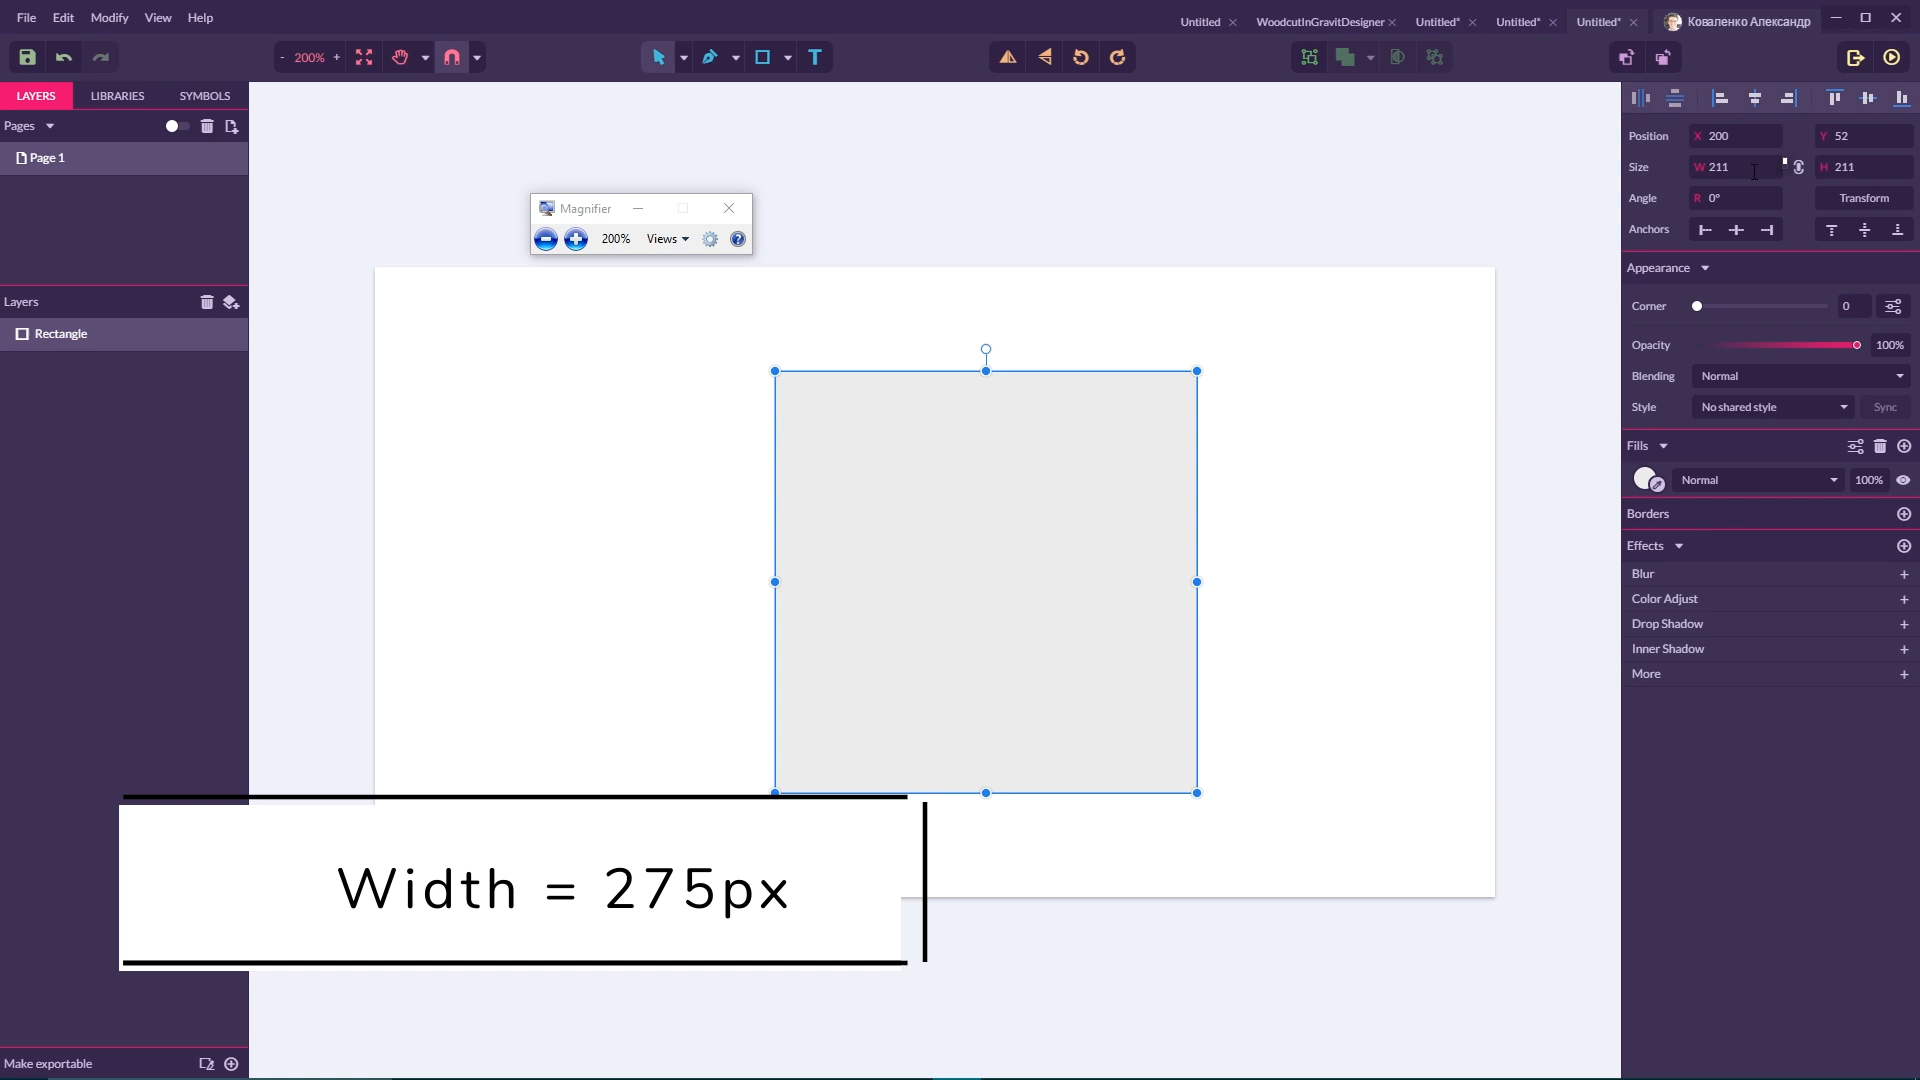 File Edit Modify View Help
Untitled WoodcutInGravitDesigner Untitled* Untitled* Untitled* Коваленко Александр
- 200% +
T
LAYERS LIBRARIES SYMBOLS
Pages
Page 1
Layers
Rectangle
Make exportable
Magnifier
200% Views
Width = 275px
Position X 200 Y 52
Size W 211 H 211
Angle R 0° Transform
Anchors
Appearance
Corner 0
Opacity 100%
Blending Normal
Style No shared style Sync
Fills
Normal 100%
Borders
Effects
Blur +
Color Adjust +
Drop Shadow +
Inner Shadow +
More +